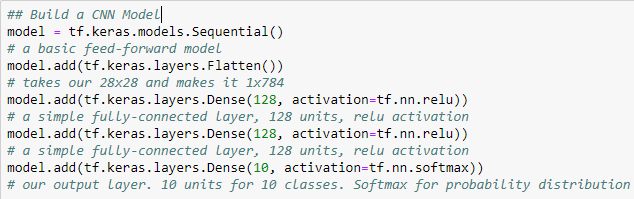 ## Build a CNN Model
model = tf.keras.models.Sequential()
# a basic feed-forward model
model.add(tf.keras.layers.Flatten())
# takes our 28x28 and makes it 1x784
model.add(tf.keras.layers.Dense(128, activation=tf.nn.relu))
# a simple fully-connected layer, 128 units, relu activation
model.add(tf.keras.layers.Dense(128, activation=tf.nn.relu))
# a simple fully-connected layer, 128 units, relu activation
model.add(tf.keras.layers.Dense(10, activation=tf.nn.softmax))
# our output layer. 10 units for 10 classes. Softmax for probability distribution